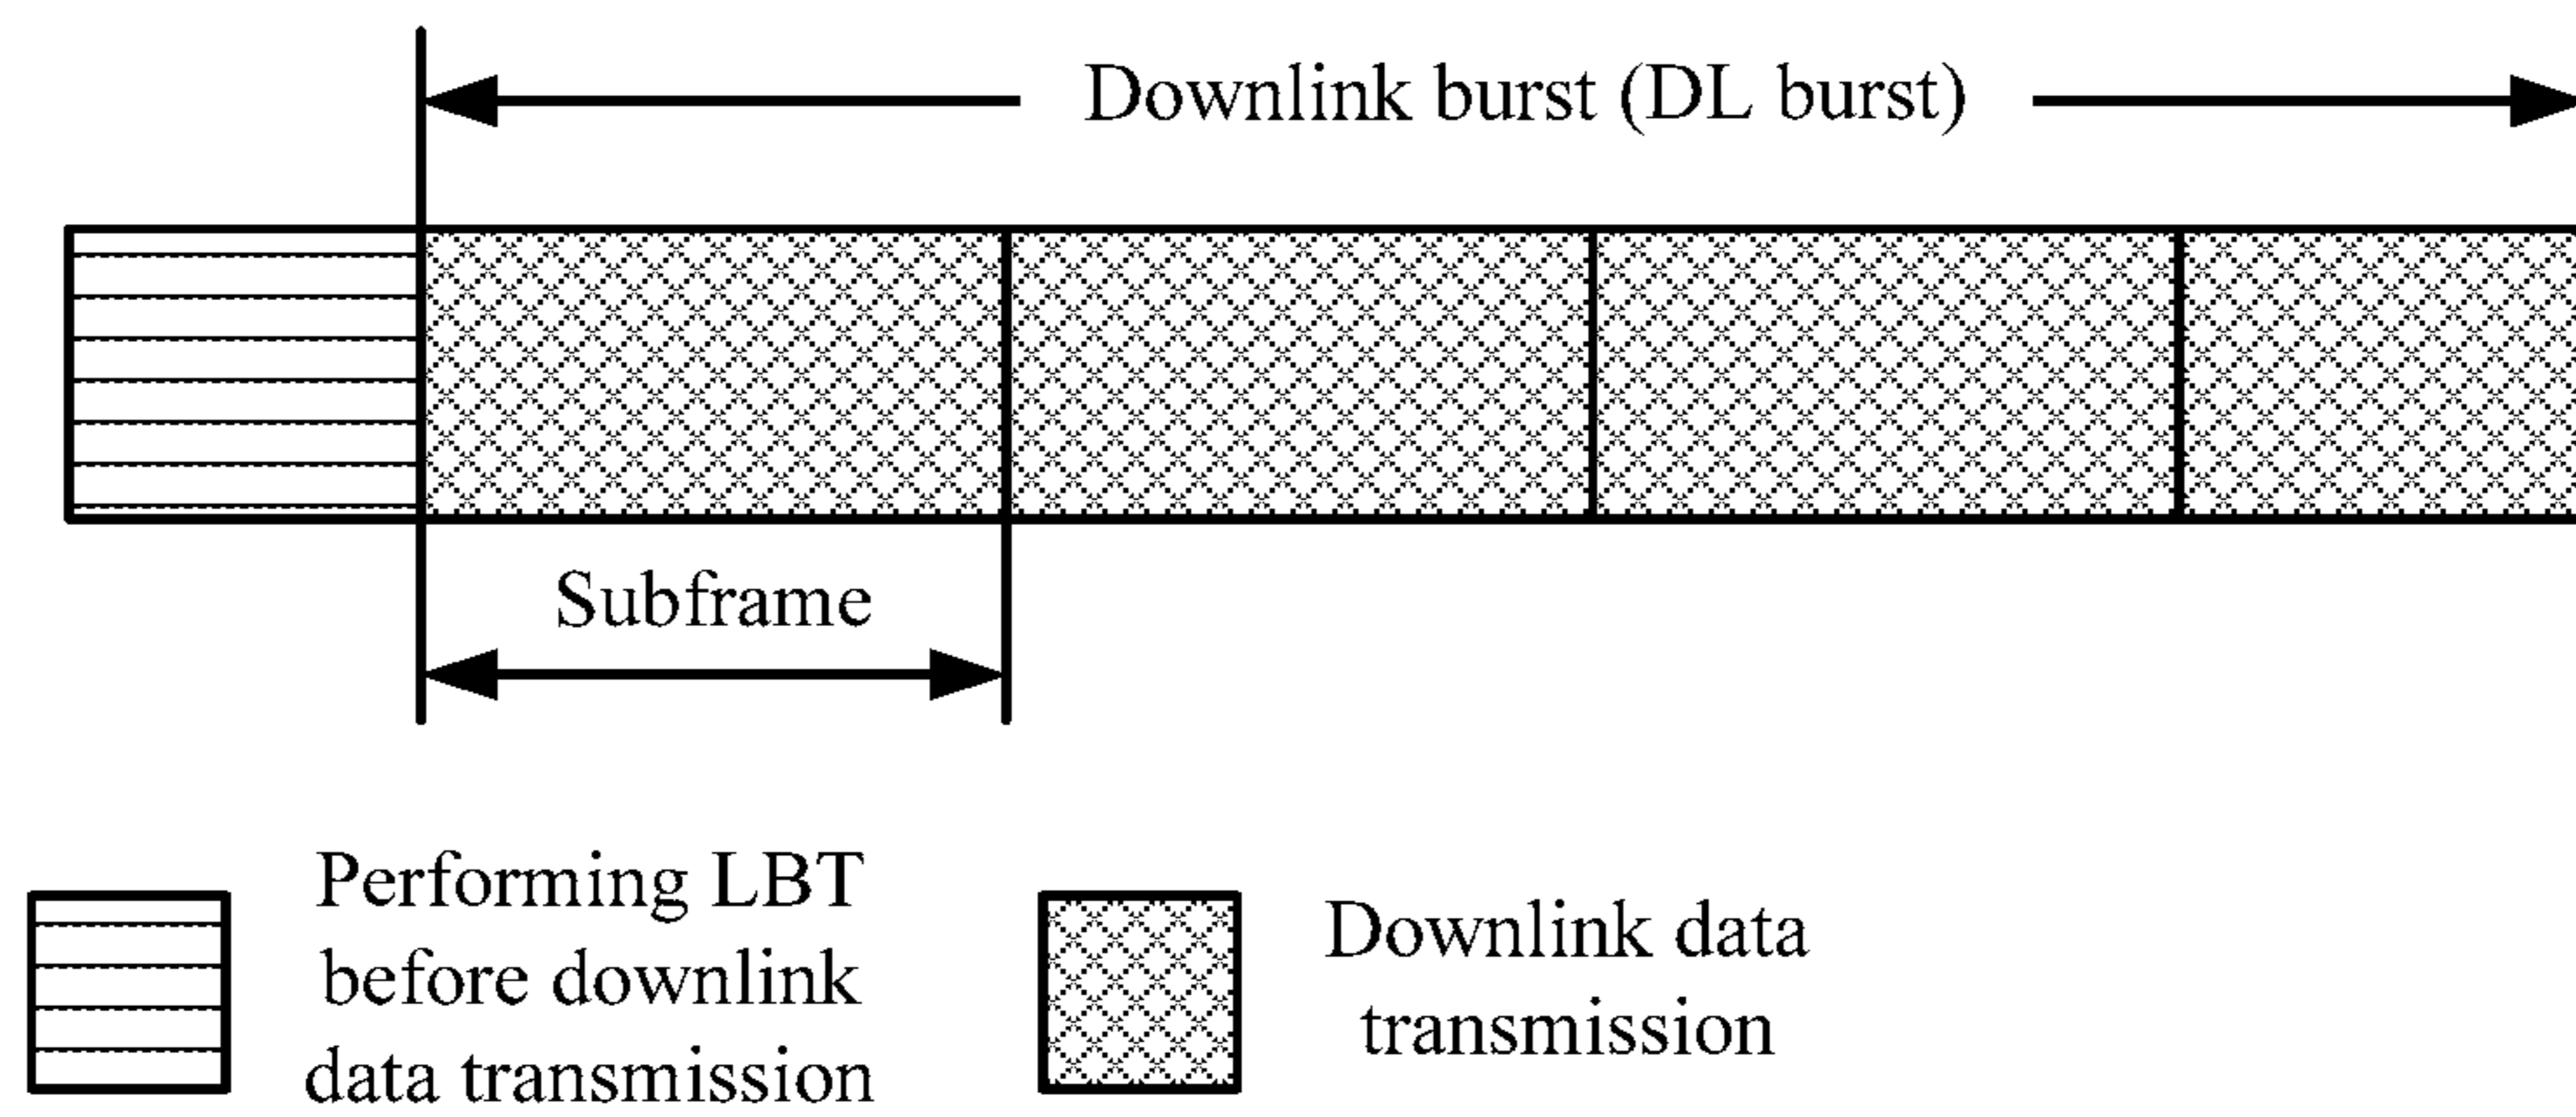 Downlink burst (DL burst)
Subframe
Performing LBT
before downlink
data transmission
Downlink data
transmission